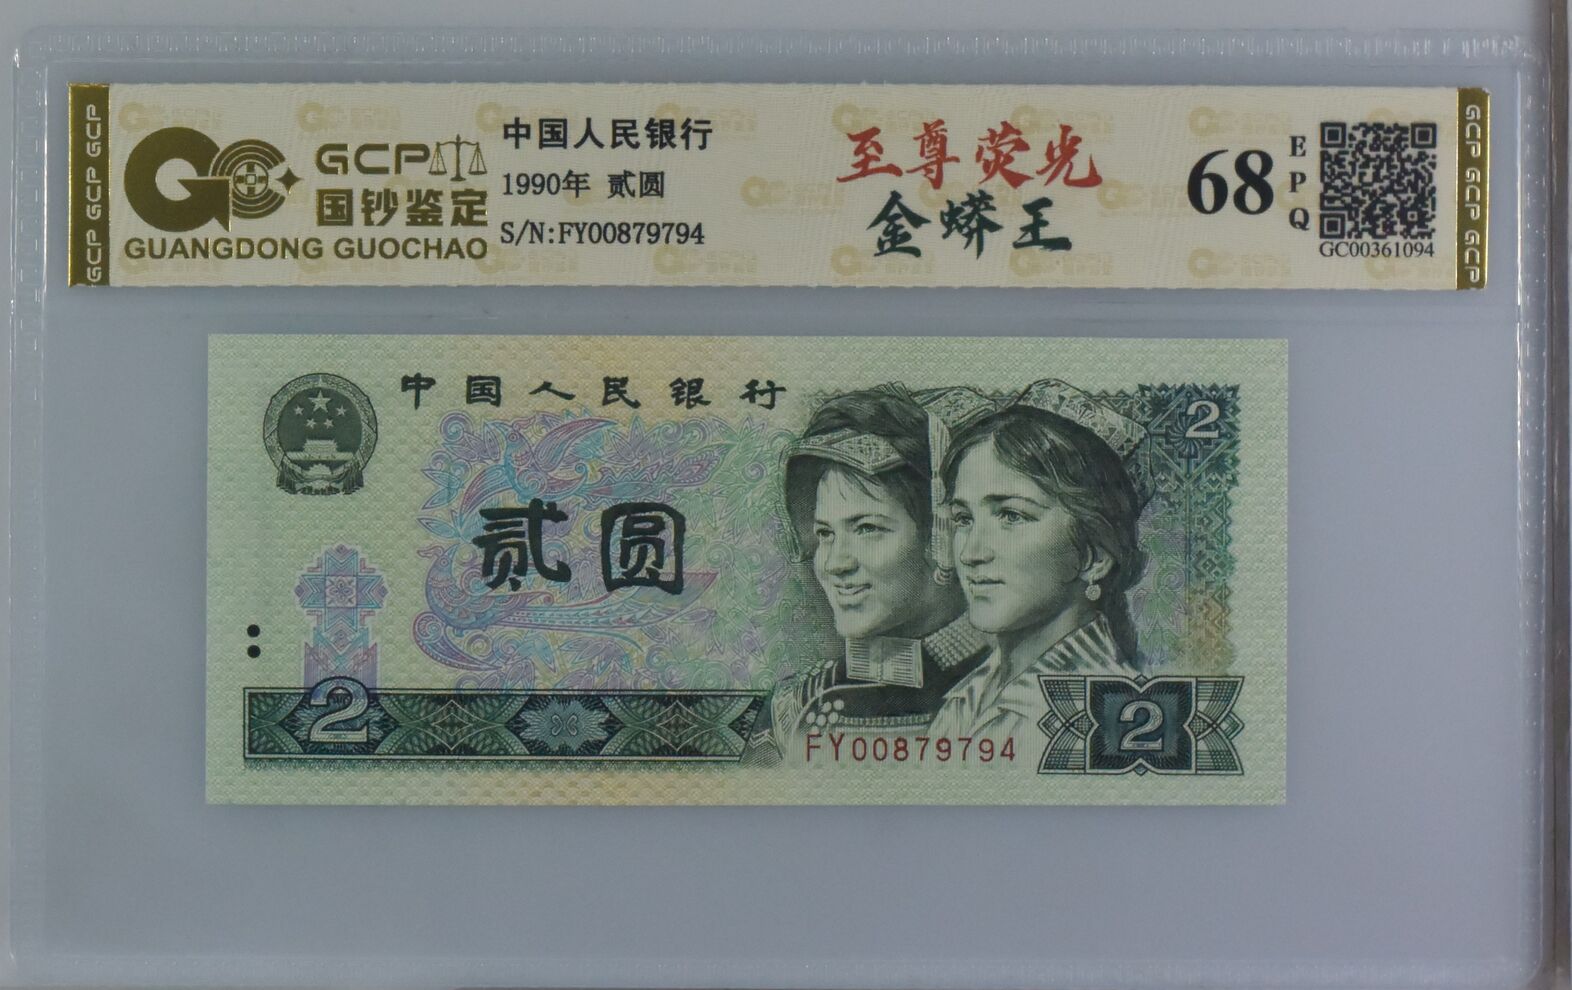 GCP GCP GCP
GCP
国钞鉴定
GUANGDONG GUOCHAO
中国人民银行
1990年 贰圆
S/N:FY00879794
至尊荧光
金蟒王
68
EPQ
GC00361094
GCP GCP GCP
中国人民银行
2
贰圆
2
2
FY00879794